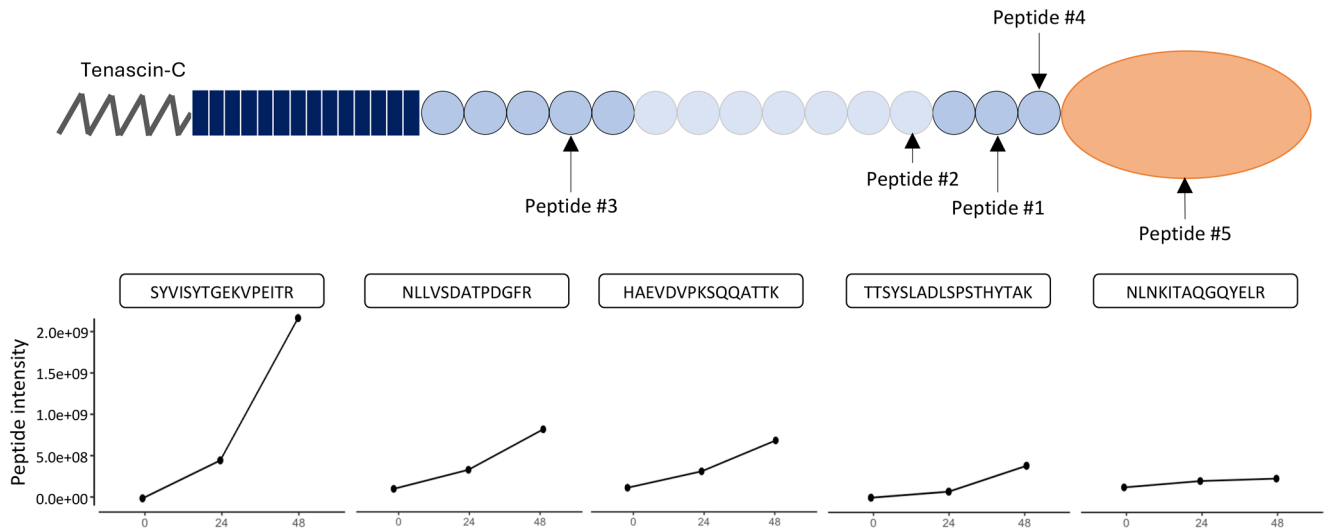 Peptide #4
Tenascin-C
Peptide #2
Peptide #3
Peptide #1
Peptide #5
SYVISYTGEKVPEITR
NLLVSDATPDGFR
HAEVDVPKSQQATTK
TTSYSLADLSPSTHYTAK
NLNKITAQGQYELR
Peptide intensity
2.0e+09
1.5e+09
1.0e+09
5.0e+08
0.0e+00
0 24 48 0 24 48 0 24 48 0 24 48 0 24 48